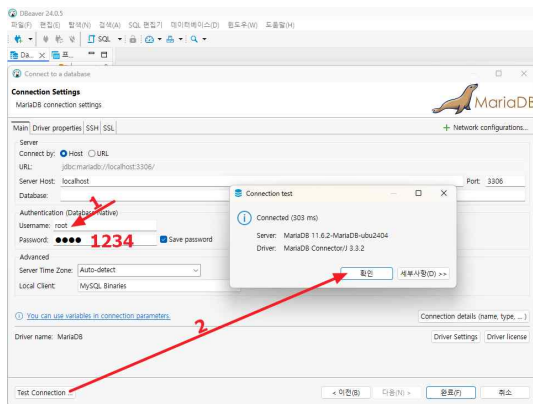 DBeaver 24.0.5
파일(F) 편집(E) 탐색(N) 검색(A) SQL 편집기 데이터베이스(D) 윈도우(W) 도움말(H)
SQL
Da... 프...
Connect to a database
Connection Settings
MariaDB connection settings
MariaDB
Main Driver properties SSH SSL
+ Network configurations...
Server
Connect by: Host URL
URL: jdbc:mariadb://localhost:3306/
Server Host: localhost Port: 3306
Database:
1
Authentication (Database Native)
Username: root
Password: ●●●● 1234 Save password
Advanced
Server Time Zone: Auto-detect
Local Client: MySQL Binaries
Connection test
Connected (303 ms)
Server: MariaDB 11.6.2-MariaDB-ubu2404
Driver: MariaDB Connector/J 3.3.2
확인 세부사항(D) >>
2
You can use variables in connection parameters.
Connection details (name, type, ... )
Driver name: MariaDB
Driver Settings Driver license
Test Connection ...
< 이전(B) 다음(N) > 완료(F) 취소